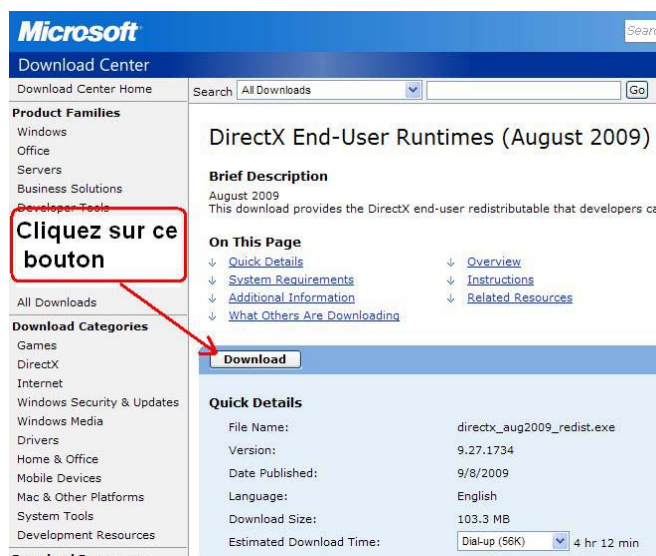 Microsoft
Download Center
Download Center Home
Search All Downloads Go
Product Families
Windows
Office
Servers
Business Solutions
Developer Tools
Cliquez sur ce
bouton
All Downloads
Download Categories
Games
DirectX
Internet
Windows Security & Updates
Windows Media
Drivers
Home & Office
Mobile Devices
Mac & Other Platforms
System Tools
Development Resources
DirectX End-User Runtimes (August 2009)
Brief Description
August 2009
This download provides the DirectX end-user redistributable that developers ca
On This Page
Quick Details
Overview
System Requirements
Instructions
Additional Information
Related Resources
What Others Are Downloading
Download
Quick Details
File Name: directx_aug2009_redist.exe
Version: 9.27.1734
Date Published: 9/8/2009
Language: English
Download Size: 103.3 MB
Estimated Download Time: Dial-up (56K) 4 hr 12 min